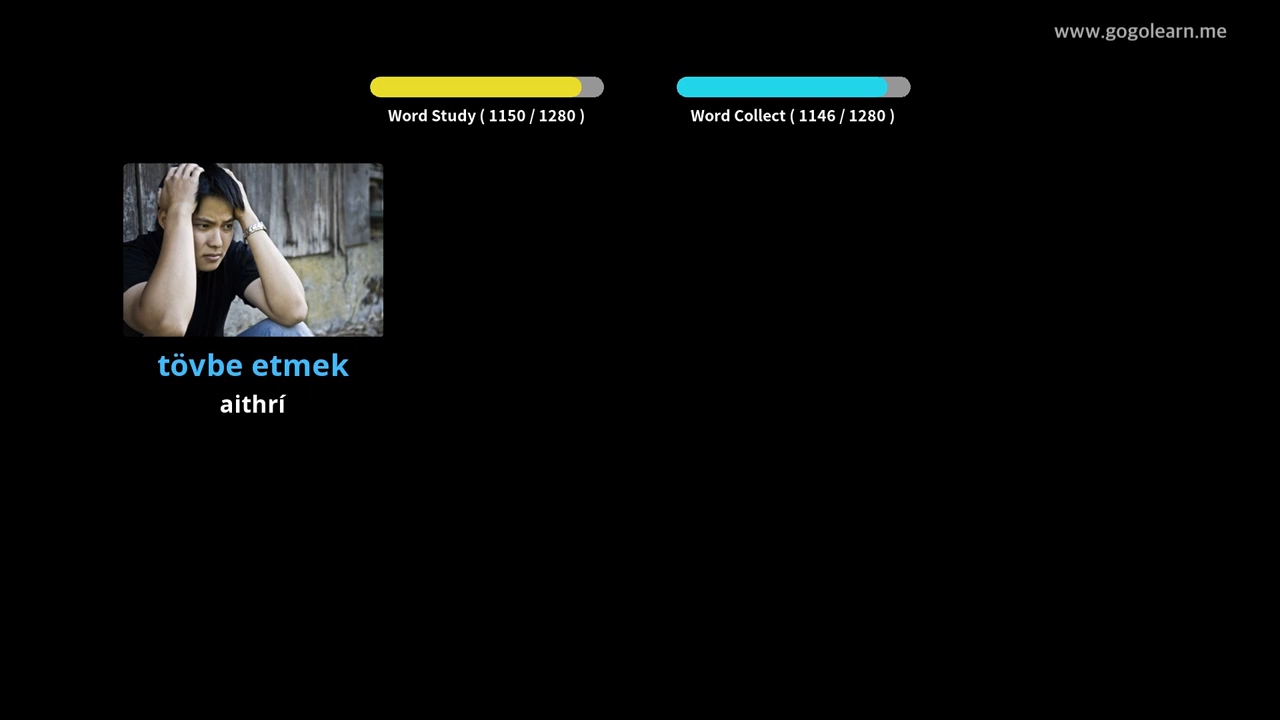 www.gogolearn.me
Word Study ( 1150 / 1280 )
Word Collect ( 1146 / 1280 )
tövbe etmek
aithrí